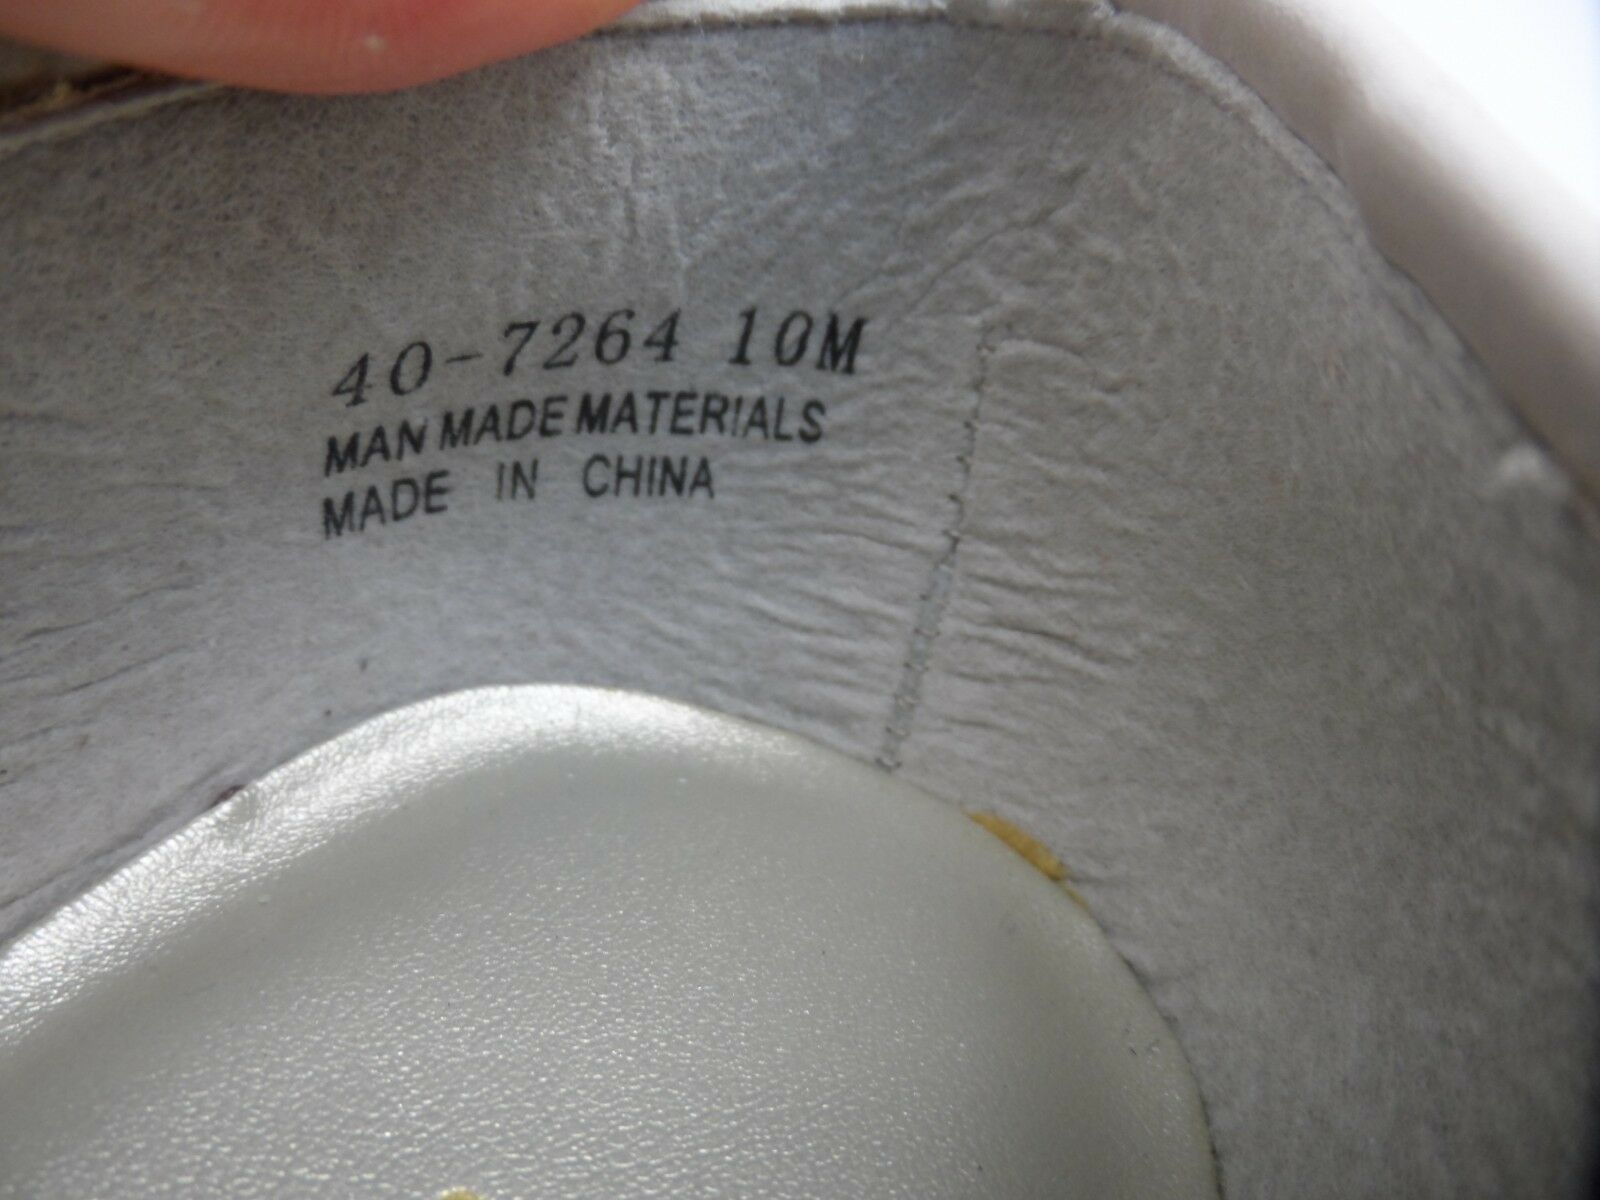 40-7264 10M
MAN MADE MATERIALS
MADE IN CHINA